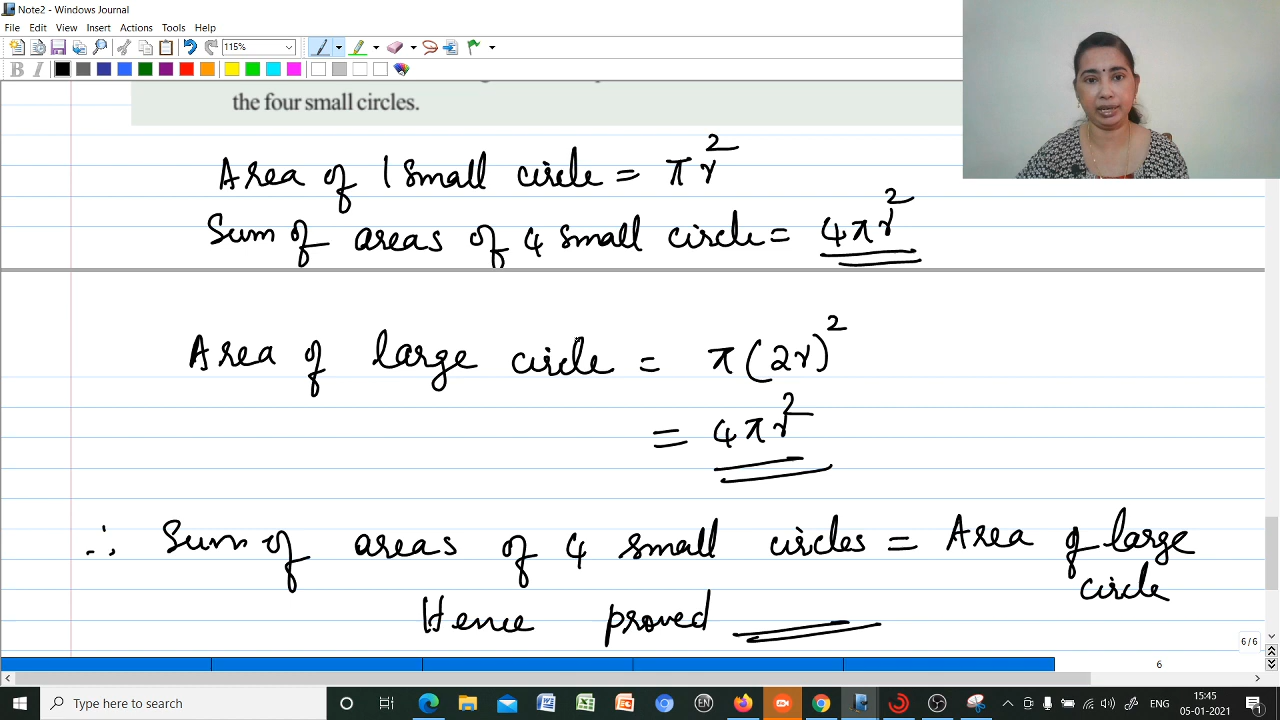 Note2 - Windows Journal
File Edit View Insert Actions Tools Help
115%
B I
the four small circles.
Area of 1 small circle = πr²
Sum of areas of 4 small circle = 4πr²
Area of large circle = π(2r)²
= 4πr²
∴ Sum of areas of 4 small circles = Area of large
circle
Hence proved
6/6
6
Type here to search
ENG
15:45
05-01-2021